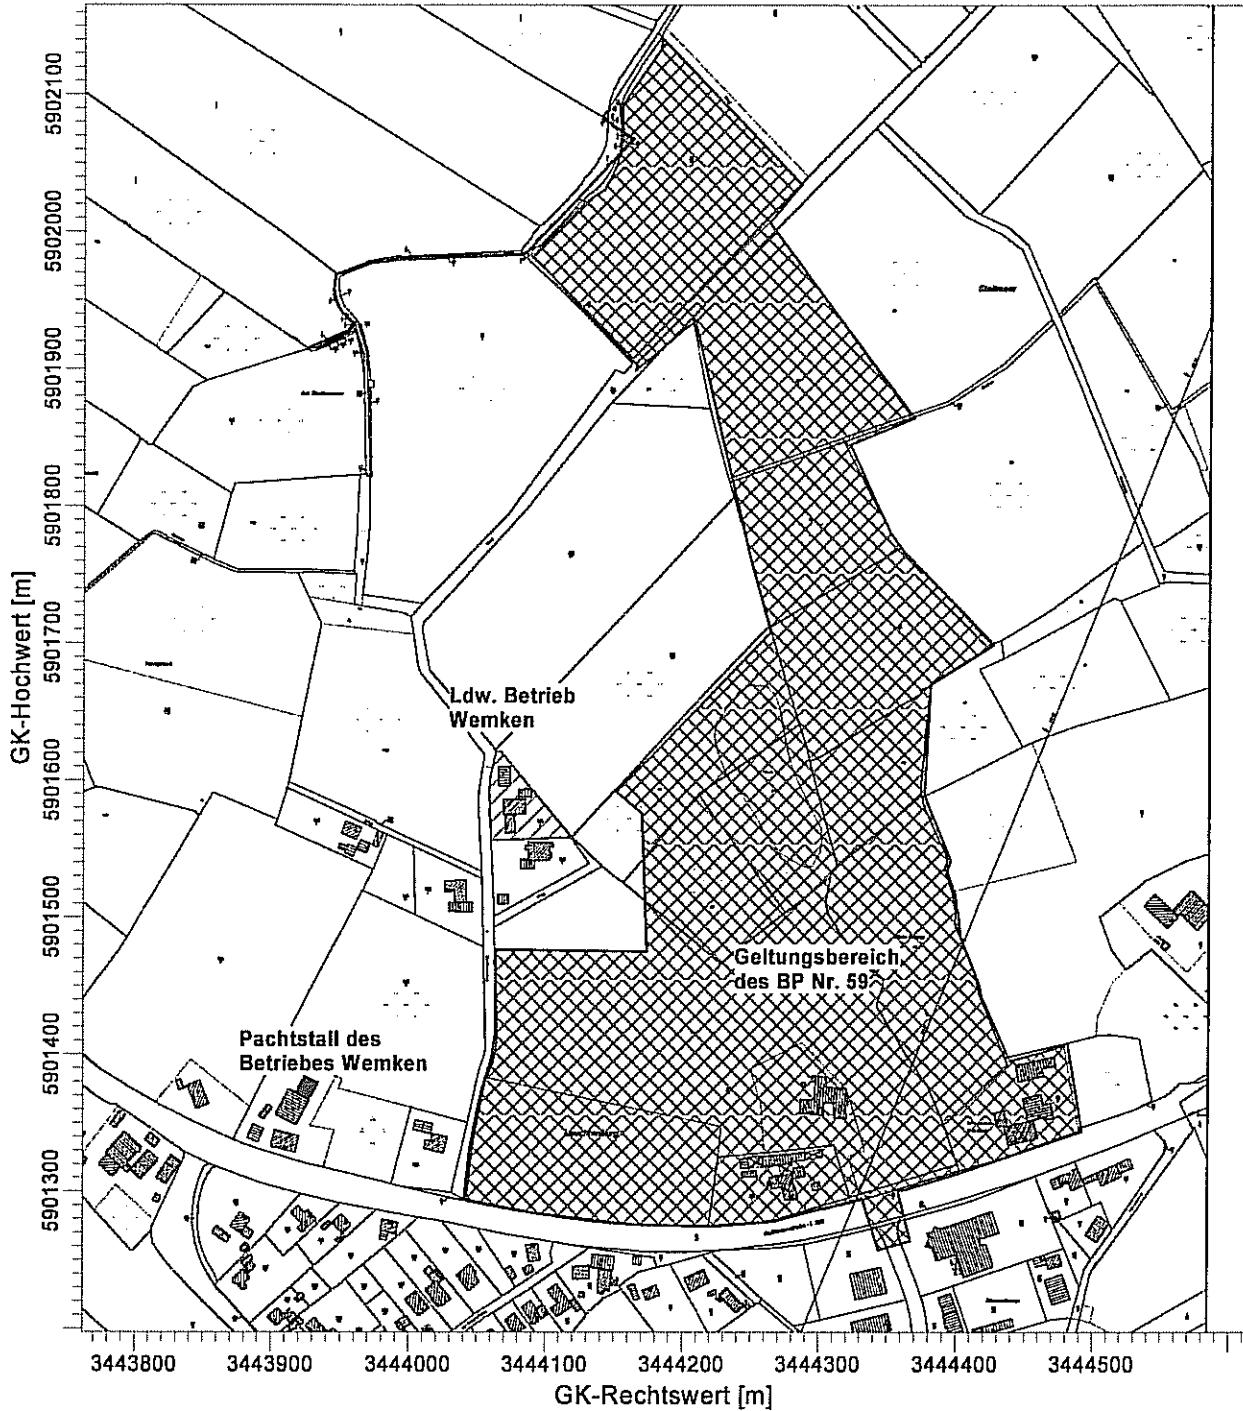 GK-Hochwert [m]
5902100
5902000
5901900
5901800
5901700
5901600
5901500
5901400
5901300
Ldw. Betrieb
Wemken
Geltungsbereich
des BP Nr. 59
Pachtstall des
Betriebes Wemken
3443800
3443900
3444000
3444100
3444200
3444300
3444400
3444500
GK-Rechtswert [m]